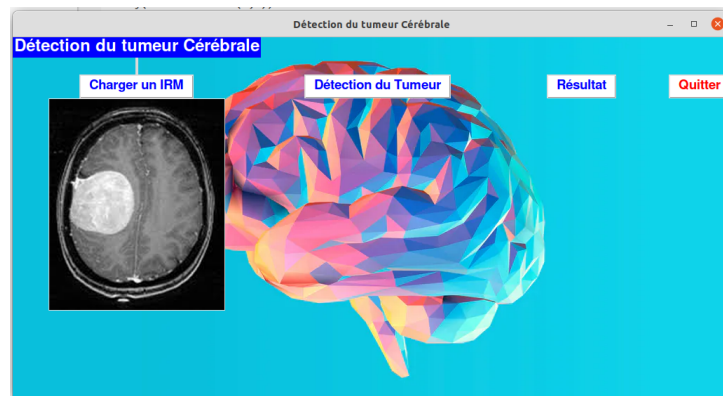 Détection du tumeur Cérébrale
Détection du tumeur Cérébrale
Charger un IRM
Détection du Tumeur
Résultat
Quitter